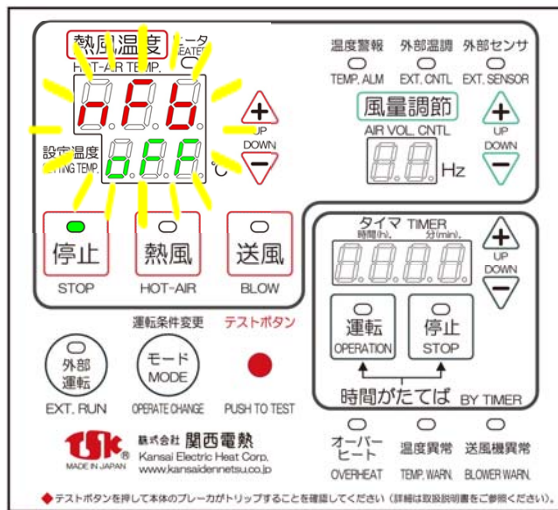 熱風温度 ヒータ
HOT-AIR TEMP. HEATER
nFb
設定温度
SETTING TEMP.
oFF ℃
UP
DOWN
温度警報 外部温調 外部センサ
TEMP. ALM EXT. CNTL EXT. SENSOR
風量調節
AIR VOL. CNTL
Hz
UP
DOWN
停止 熱風 送風
STOP HOT-AIR BLOW
タイマ TIMER
時間(h). 分(min).
UP
DOWN
運転 停止
OPERATION STOP
時間がたてば BY TIMER
運転条件変更 テストボタン
外部運転 モード
MODE
EXT. RUN OPERATE CHANGE PUSH TO TEST
オーバーヒート 温度異常 送風機異常
OVERHEAT TEMP. WARN. BLOWER WARN.
TSK®
MADE IN JAPAN
株式会社 関西電熱
Kansai Electric Heat Corp.
www.kansaidennetsu.co.jp
◆テストボタンを押して本体のブレーカがトリップすることを確認してください（詳細は取扱説明書をご参照ください）。